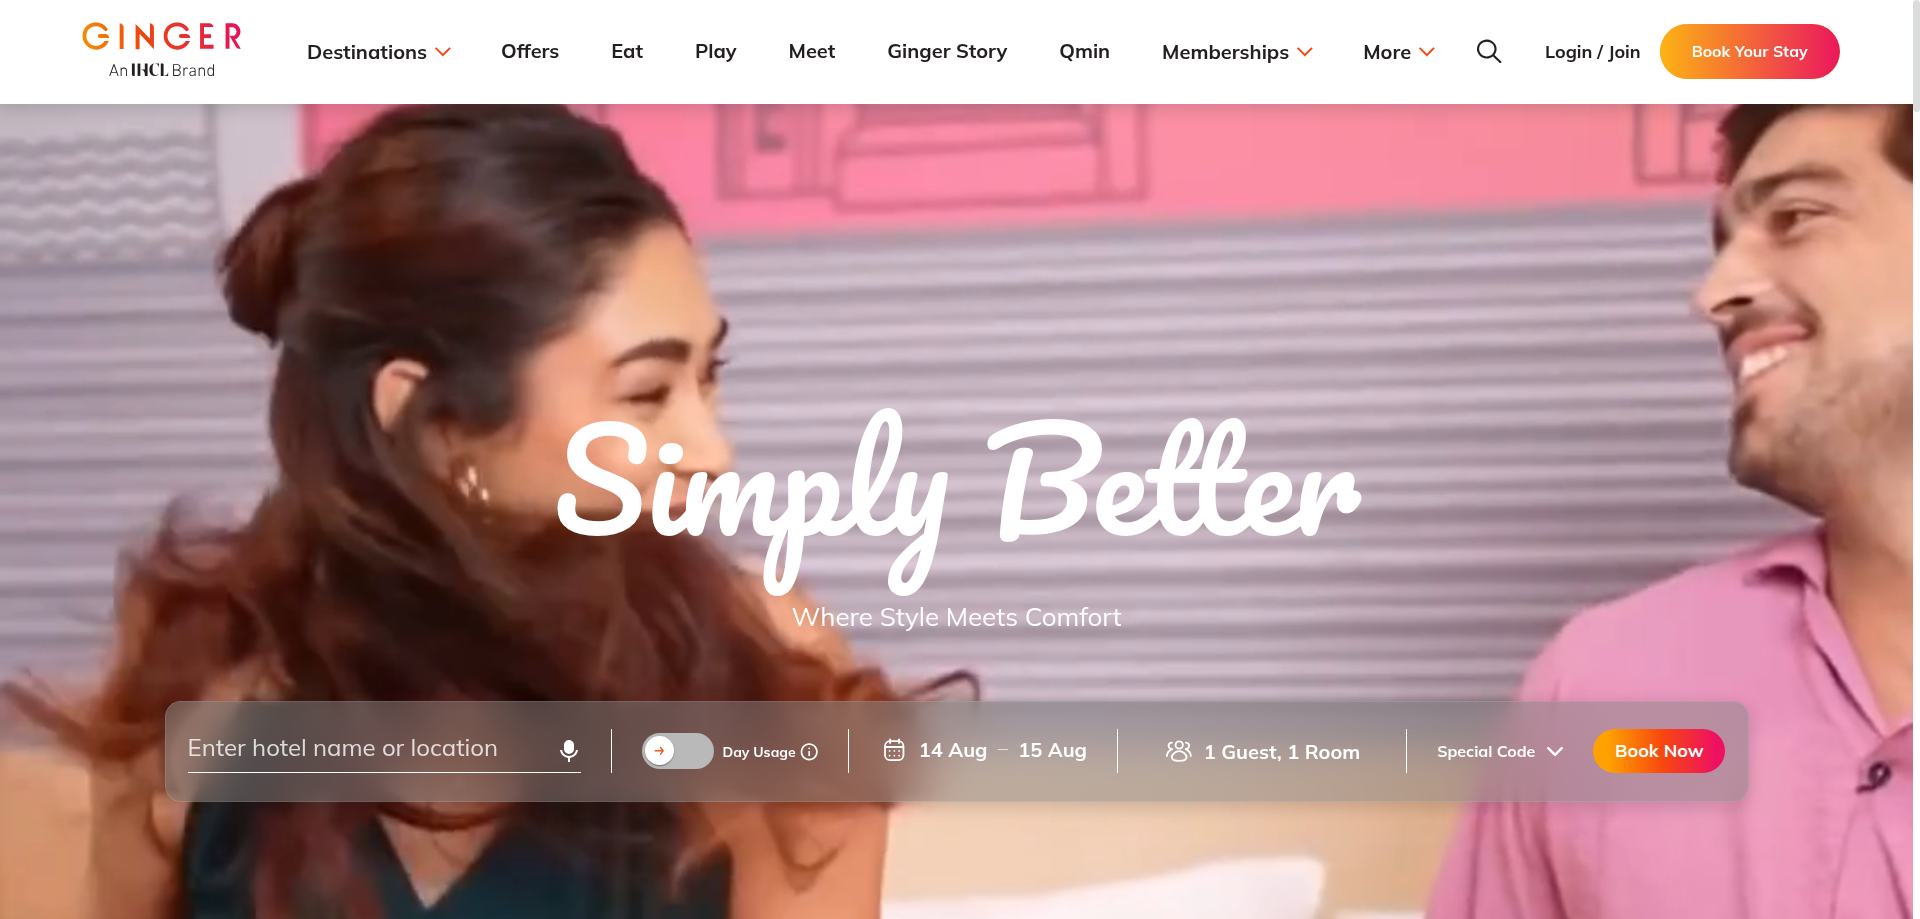 GINGER
An IHCL Brand
Destinations
Offers
Eat
Play
Meet
Ginger Story
Qmin
Memberships
More
Login / Join
Book Your Stay
Simply Better
Where Style Meets Comfort
Enter hotel name or location
Day Usage
14 Aug – 15 Aug
1 Guest, 1 Room
Special Code
Book Now